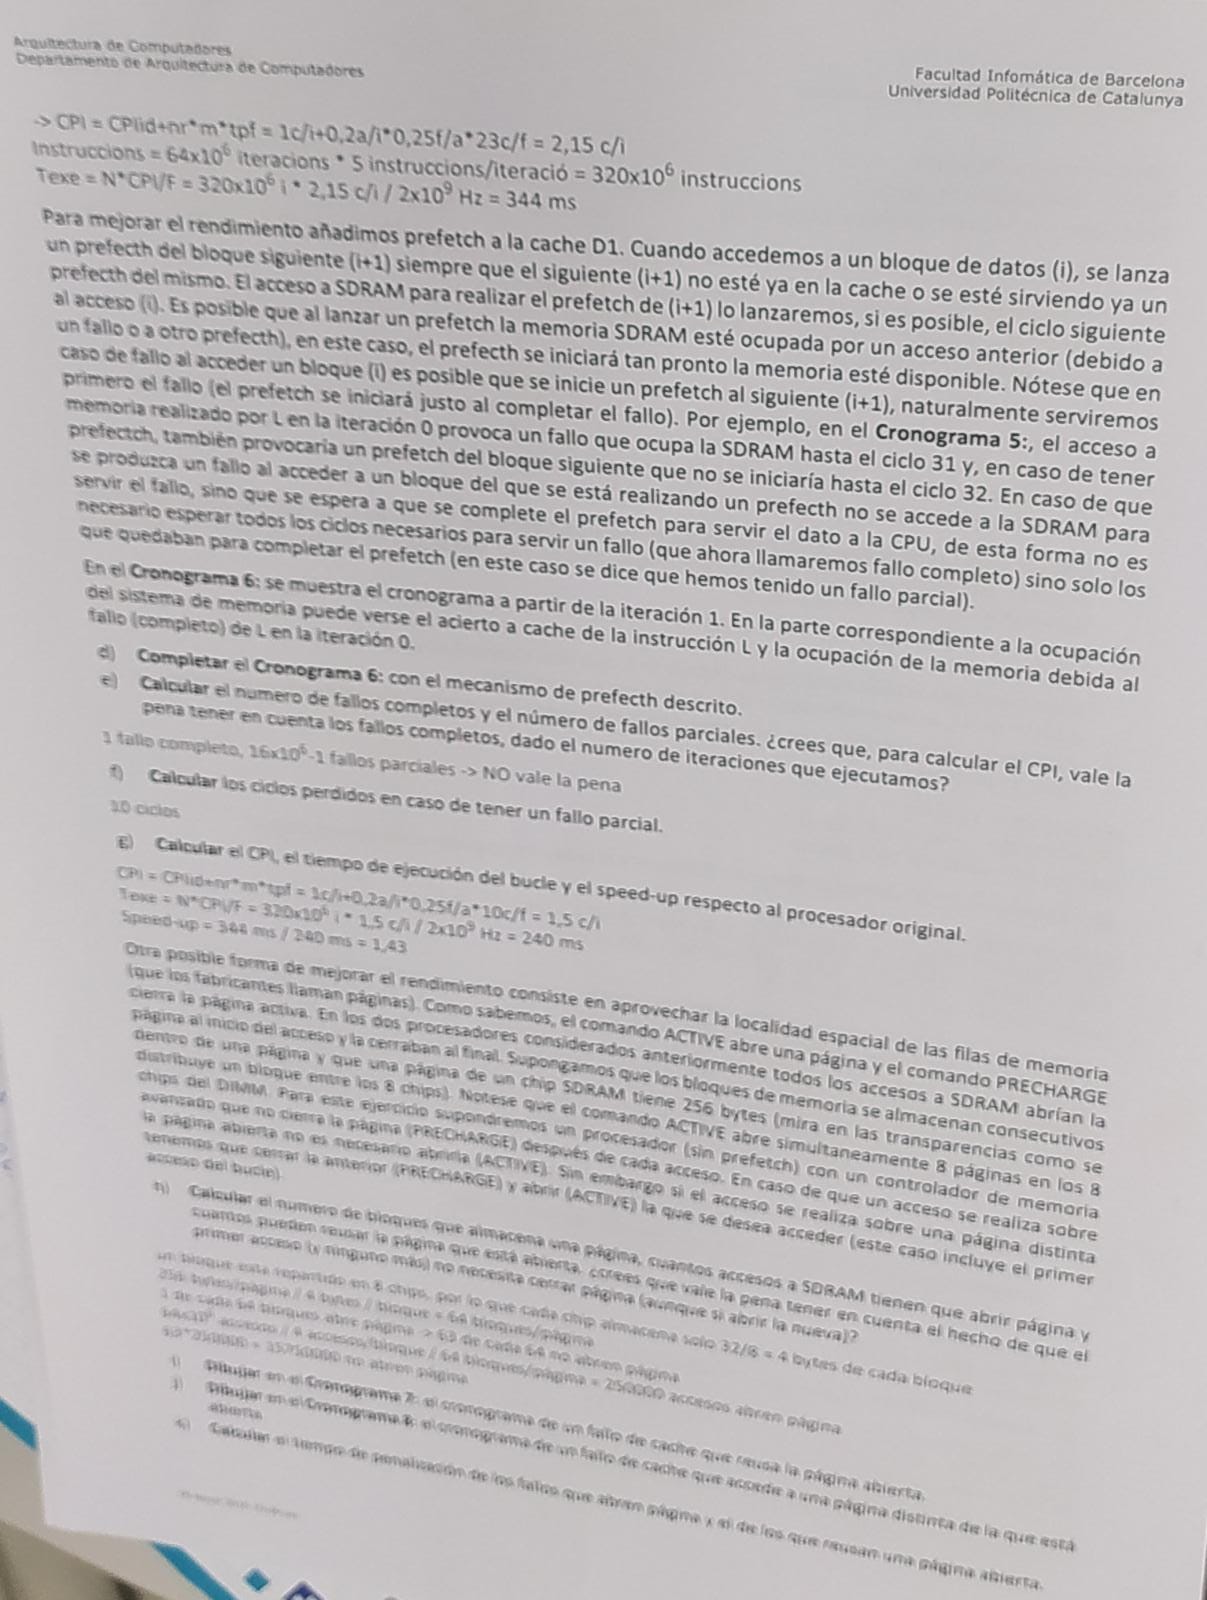 Arquitectura de Computadores
Departamento de Arquitectura de Computadores
Facultad Infomática de Barcelona
Universidad Politécnica de Catalunya
-> CPI = CPIid+nr*m*tpf = 1c/i+0,2a/i*0,25f/a*23c/f = 2,15 c/i
Instruccions = 64x10⁶ iteracions * 5 instruccions/iteració = 320x10⁶ instruccions
Texe = N*CPI/F = 320x10⁶ i * 2,15 c/i / 2x10⁹ Hz = 344 ms
Para mejorar el rendimiento añadimos prefetch a la cache D1. Cuando accedemos a un bloque de datos (i), se lanza
un prefecth del bloque siguiente (i+1) siempre que el siguiente (i+1) no esté ya en la cache o se esté sirviendo ya un
prefecth del mismo. El acceso a SDRAM para realizar el prefetch de (i+1) lo lanzaremos, si es posible, el ciclo siguiente
al acceso (i). Es posible que al lanzar un prefetch la memoria SDRAM esté ocupada por un acceso anterior (debido a
un fallo o a otro prefecth), en este caso, el prefecth se iniciará tan pronto la memoria esté disponible. Nótese que en
caso de fallo al acceder un bloque (i) es posible que se inicie un prefetch al siguiente (i+1), naturalmente serviremos
primero el fallo (el prefetch se iniciará justo al completar el fallo). Por ejemplo, en el Cronograma 5:, el acceso a
memoria realizado por L en la iteración 0 provoca un fallo que ocupa la SDRAM hasta el ciclo 31 y, en caso de tener
prefectch, también provocaría un prefetch del bloque siguiente que no se iniciaría hasta el ciclo 32. En caso de que
se produzca un fallo al acceder a un bloque del que se está realizando un prefecth no se accede a la SDRAM para
servir el fallo, sino que se espera a que se complete el prefetch para servir el dato a la CPU, de esta forma no es
necesario esperar todos los ciclos necesarios para servir un fallo (que ahora llamaremos fallo completo) sino solo los
que quedaban para completar el prefetch (en este caso se dice que hemos tenido un fallo parcial).
En el Cronograma 6: se muestra el cronograma a partir de la iteración 1. En la parte correspondiente a la ocupación
del sistema de memoria puede verse el acierto a cache de la instrucción L y la ocupación de la memoria debida al
fallo (completo) de L en la iteración 0.
d) Completar el Cronograma 6: con el mecanismo de prefecth descrito.
e) Calcular el numero de fallos completos y el número de fallos parciales. ¿crees que, para calcular el CPI, vale la
pena tener en cuenta los fallos completos, dado el numero de iteraciones que ejecutamos?
1 fallo completo, 16x10⁶-1 fallos parciales -> NO vale la pena
f) Calcular los ciclos perdidos en caso de tener un fallo parcial.
10 ciclos
g) Calcular el CPI, el tiempo de ejecución del bucle y el speed-up respecto al procesador original.
CPI = CPIid+nr*m*tpf = 1c/i+0,2a/i*0,25f/a*10c/f = 1,5 c/i
Texe = N*CPI/F = 320x10⁶ i * 1,5 c/i / 2x10⁹ Hz = 240 ms
Speed-up = 344 ms / 240 ms = 1,43
Otra posible forma de mejorar el rendimiento consiste en aprovechar la localidad espacial de las filas de memoria
(que los fabricantes llaman páginas). Como sabemos, el comando ACTIVE abre una página y el comando PRECHARGE
cierra la página activa. En los dos procesadores considerados anteriormente todos los accesos a SDRAM abrían la
página al inicio del acceso y la cerraban al final. Supongamos que los bloques de memoria se almacenan consecutivos
dentro de una página y que una página de un chip SDRAM tiene 256 bytes (mira en las transparencias como se
distribuye un bloque entre los 8 chips). Notese que el comando ACTIVE abre simultaneamente 8 páginas en los 8
chips del DIMM. Para este ejercicio supondremos un procesador (sin prefetch) con un controlador de memoria
avanzado que no cierra la página (PRECHARGE) después de cada acceso. En caso de que un acceso se realiza sobre
la página abierta no es necesario abrirla (ACTIVE). Sin embargo si el acceso se realiza sobre una página distinta
tenemos que cerrar la anterior (PRECHARGE) y abrir (ACTIVE) la que se desea acceder (este caso incluye el primer
acceso del bucle).
h) Calcular el numero de bloques que almacena una página, cuantos accesos a SDRAM tienen que abrir página y
cuantos pueden reusar la página que está abierta. ¿crees que vale la pena tener en cuenta el hecho de que el
primer acceso (y ninguno más) no necesita cerrar página (aunque si abrir la nueva)?
un bloque esta repartido en 8 chips, por lo que cada chip almacena solo 32/8 = 4 bytes de cada bloque
256 bytes/página // 4 bytes // bloque = 64 bloques/página
1 de cada 64 bloques abre página -> 63 de cada 64 no abren página
64x10⁶ accesos // 4 accesos/bloque // 64 bloques/página = 250000 accesos abren página
63*250000 = 15750000 no abren página
i) Dibujar en el Cronograma 7: el cronograma de un fallo de cache que reusa la página abierta.
j) Dibujar en el Cronograma 8: el cronograma de un fallo de cache que accede a una página distinta de la que está
abierta.
k) Calcular el tiempo de penalización de los fallos que abren página y el de los que reusan una página abierta.